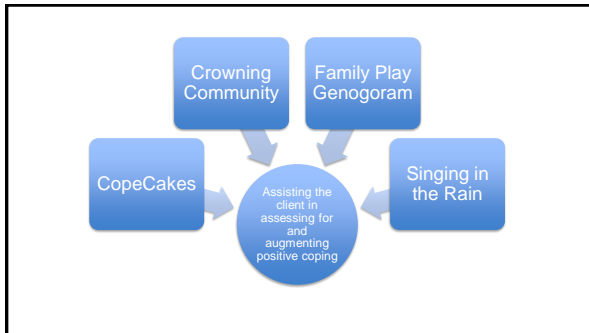 Crowning
Community
Family Play
Genogoram
CopeCakes
Singing in
the Rain
Assisting the
client in
assessing for
and
augmenting
positive coping